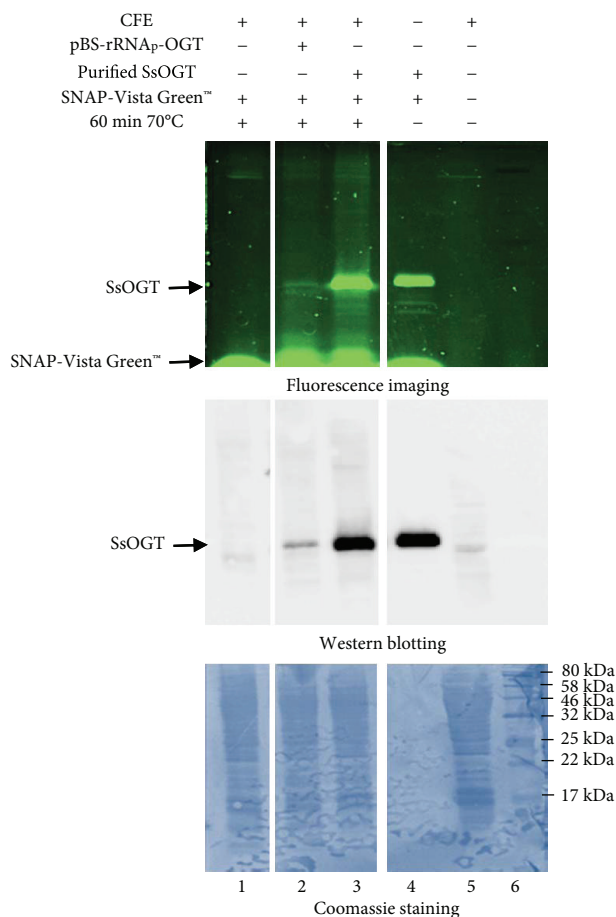 CFE + + + − +
pBS-rRNAp-OGT − + − − −
Purified SsOGT − − + + −
SNAP-Vista Green™ + + + + −
60 min 70°C + + + − −
SsOGT
SNAP-Vista Green™
Fluorescence imaging
SsOGT
Western blotting
80 kDa
58 kDa
46 kDa
32 kDa
25 kDa
22 kDa
17 kDa
1 2 3 4 5 6
Coomassie staining